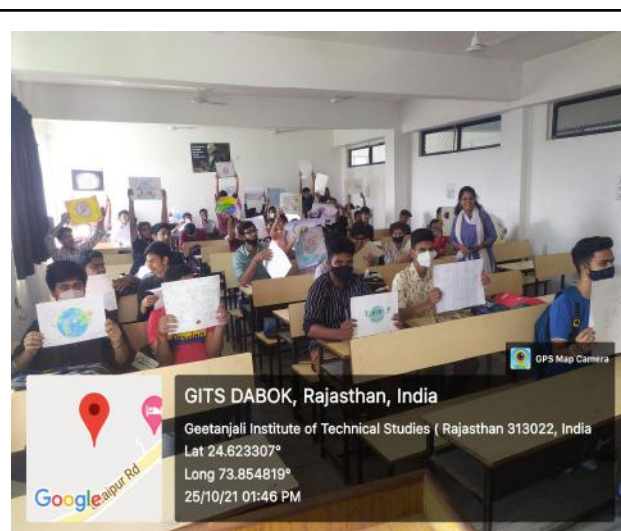 GPS Map Camera
GITS DABOK, Rajasthan, India
Geetanjali Institute of Technical Studies ( Rajasthan 313022, India
Lat 24.623307°
Long 73.854819°
25/10/21 01:46 PM
aipur Rd
Google